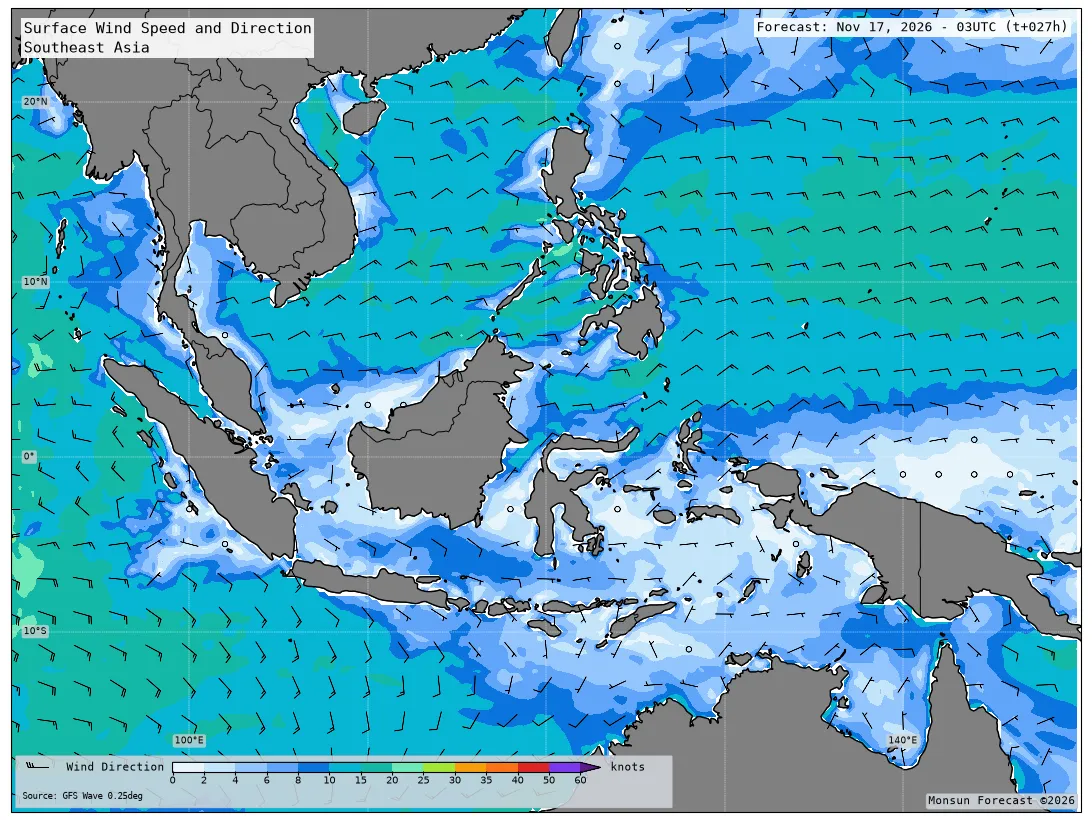 Surface Wind Speed and Direction
Southeast Asia
Forecast: Nov 17, 2026 - 03UTC (t+027h)
20°N
10°N
0°
10°S
100°E
140°E
Wind Direction
knots
0 2 4 6 8 10 15 20 25 30 35 40 50 60
Source: GFS Wave 0.25deg
Monsun Forecast ©2026